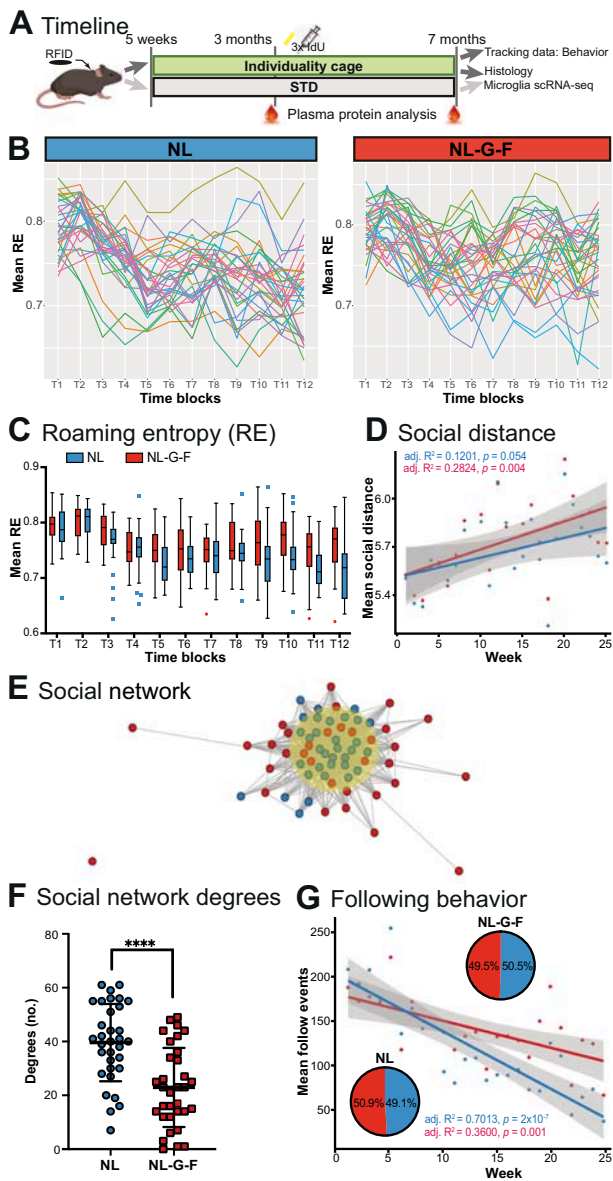 A Timeline
RFID
5 weeks
3 months
3x IdU
7 months
Individuality cage
STD
Plasma protein analysis
Tracking data: Behavior
Histology
Microglia scRNA-seq
B
NL
NL-G-F
Mean RE
0.8
0.7
T1 T2 T3 T4 T5 T6 T7 T8 T9 T10 T11 T12
Time blocks
Mean RE
0.8
0.7
T1 T2 T3 T4 T5 T6 T7 T8 T9 T10 T11 T12
Time blocks
C Roaming entropy (RE)
NL NL-G-F
Mean RE
0.9
0.8
0.7
0.6
T1 T2 T3 T4 T5 T6 T7 T8 T9 T10 T11 T12
Time blocks
D Social distance
adj. R² = 0.1201, p = 0.054
adj. R² = 0.2824, p = 0.004
Mean social distance
6.0
5.7
5.4
0 5 10 15 20 25
Week
E Social network
F Social network degrees
****
Degrees (no.)
80
60
40
20
0
NL NL-G-F
G Following behavior
NL-G-F
49.5% 50.5%
NL
50.9% 49.1%
Mean follow events
250
200
150
100
50
adj. R² = 0.7013, p = 2x10⁻⁷
adj. R² = 0.3600, p = 0.001
0 5 10 15 20 25
Week